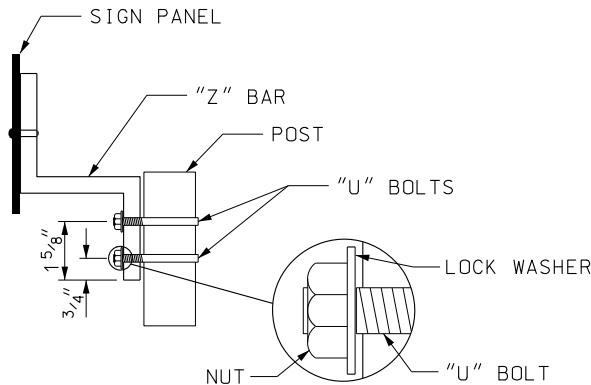 SIGN PANEL
"Z" BAR
POST
"U" BOLTS
1 5/8"
3/4"
LOCK WASHER
NUT
"U" BOLT